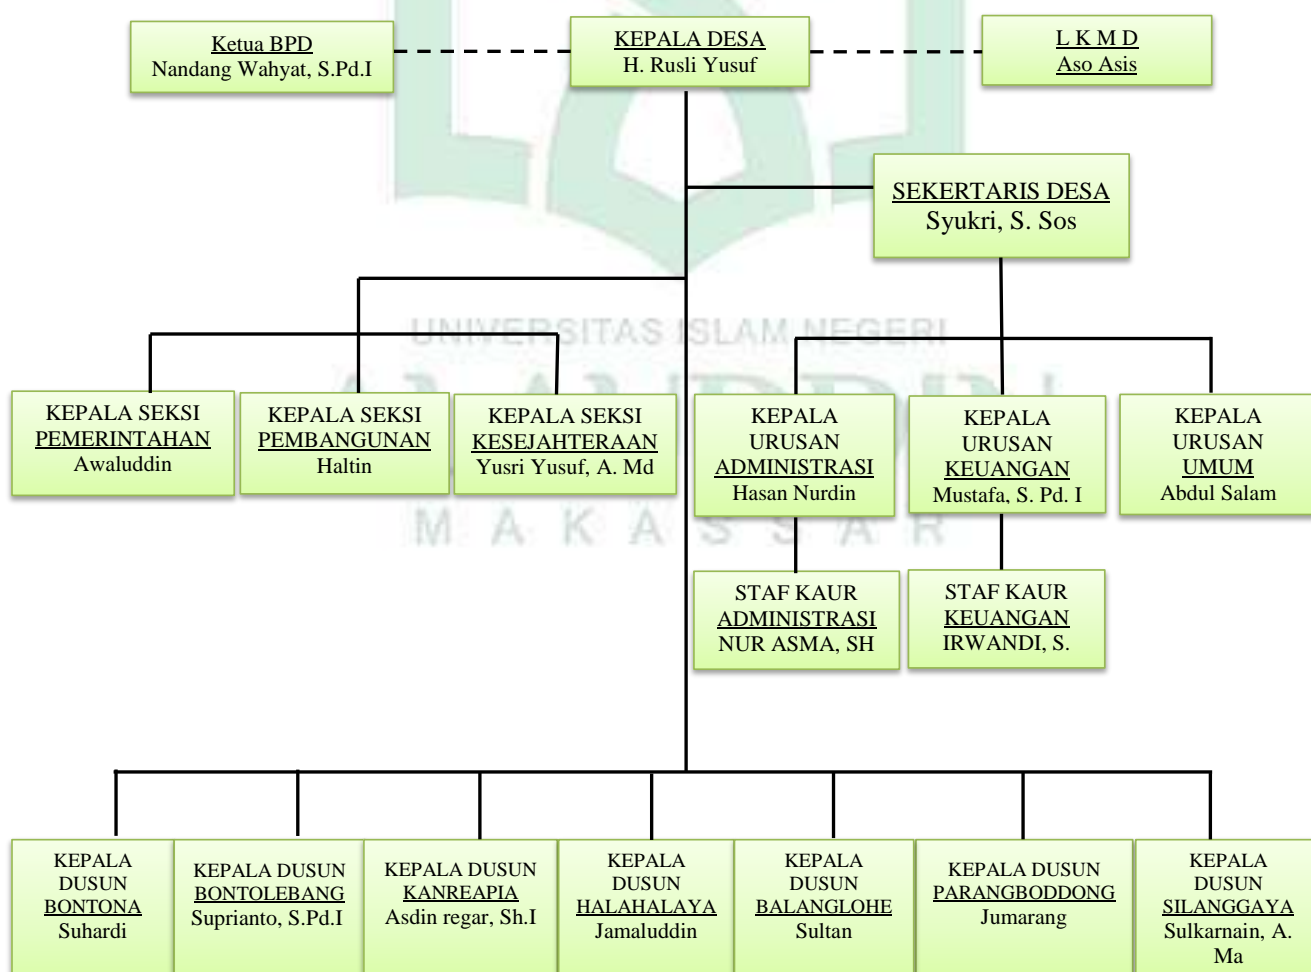 Ketua BPD
Nandang Wahyat, S.Pd.I
KEPALA DESA
H. Rusli Yusuf
L K M D
Aso Asis
SEKERTARIS DESA
Syukri, S. Sos
UNIVERSITAS ISLAM NEGERI
ALAUDDIN
MAKASSAR
KEPALA SEKSI
PEMERINTAHAN
Awaluddin
KEPALA SEKSI
PEMBANGUNAN
Haltin
KEPALA SEKSI
KESEJAHTERAAN
Yusri Yusuf, A. Md
KEPALA
URUSAN
ADMINISTRASI
Hasan Nurdin
KEPALA
URUSAN
KEUANGAN
Mustafa, S. Pd. I
KEPALA
URUSAN
UMUM
Abdul Salam
STAF KAUR
ADMINISTRASI
NUR ASMA, SH
STAF KAUR
KEUANGAN
IRWANDI, S.
KEPALA
DUSUN
BONTONA
Suhardi
KEPALA DUSUN
BONTOLEBANG
Suprianto, S.Pd.I
KEPALA DUSUN
KANREAPIA
Asdin regar, Sh.I
KEPALA
DUSUN
HALAHALAYA
Jamaluddin
KEPALA
DUSUN
BALANGLOHE
Sultan
KEPALA DUSUN
PARANGBODDONG
Jumarang
KEPALA
DUSUN
SILANGGAYA
Sulkarnain, A.
Ma